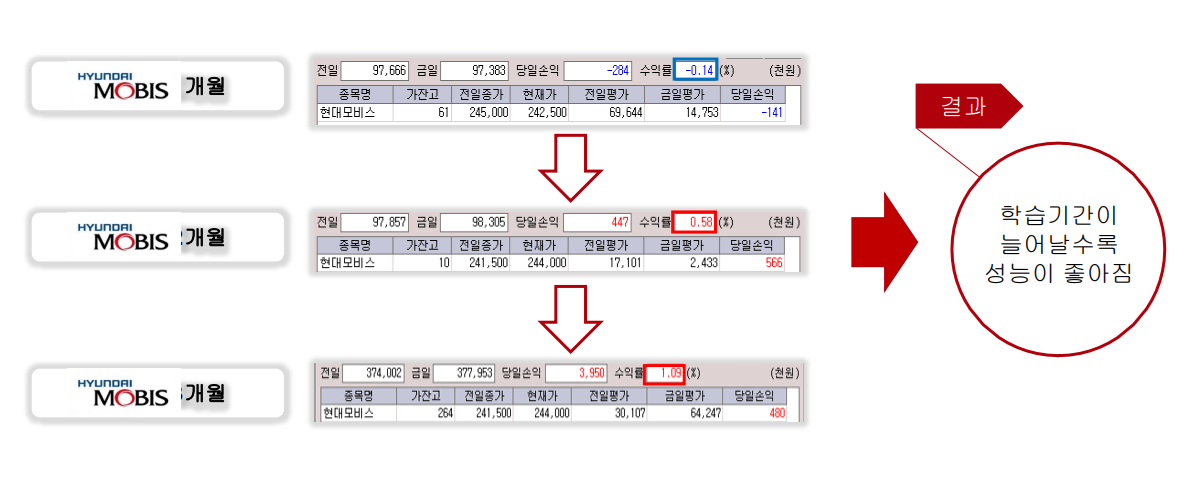 HYUNDAI
MOBIS 개월
전일 97,666 금일 97,383 당일손익 -284 수익률 -0.14 (%) (천원)
종목명 가잔고 전일종가 현재가 전일평가 금일평가 당일손익
현대모비스 61 245,000 242,500 69,644 14,753 -141
HYUNDAI
MOBIS 개월
전일 97,857 금일 98,305 당일손익 447 수익률 0.58 (%) (천원)
종목명 가잔고 전일종가 현재가 전일평가 금일평가 당일손익
현대모비스 10 241,500 244,000 17,101 2,433 566
HYUNDAI
MOBIS 개월
전일 374,002 금일 377,953 당일손익 3,950 수익률 1.09 (%) (천원)
종목명 가잔고 전일종가 현재가 전일평가 금일평가 당일손익
현대모비스 264 241,500 244,000 30,107 64,247 480
결과
학습기간이
늘어날수록
성능이 좋아짐